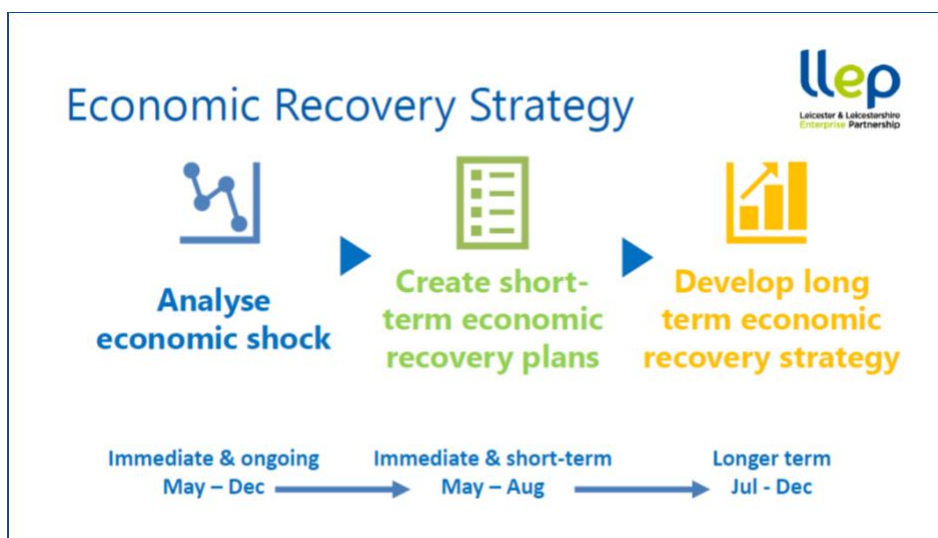 Economic Recovery Strategy
llep
Leicester & Leicestershire
Enterprise Partnership
Analyse
economic shock
Create short-
term economic
recovery plans
Develop long
term economic
recovery strategy
Immediate & ongoing
May – Dec
Immediate & short-term
May – Aug
Longer term
Jul - Dec